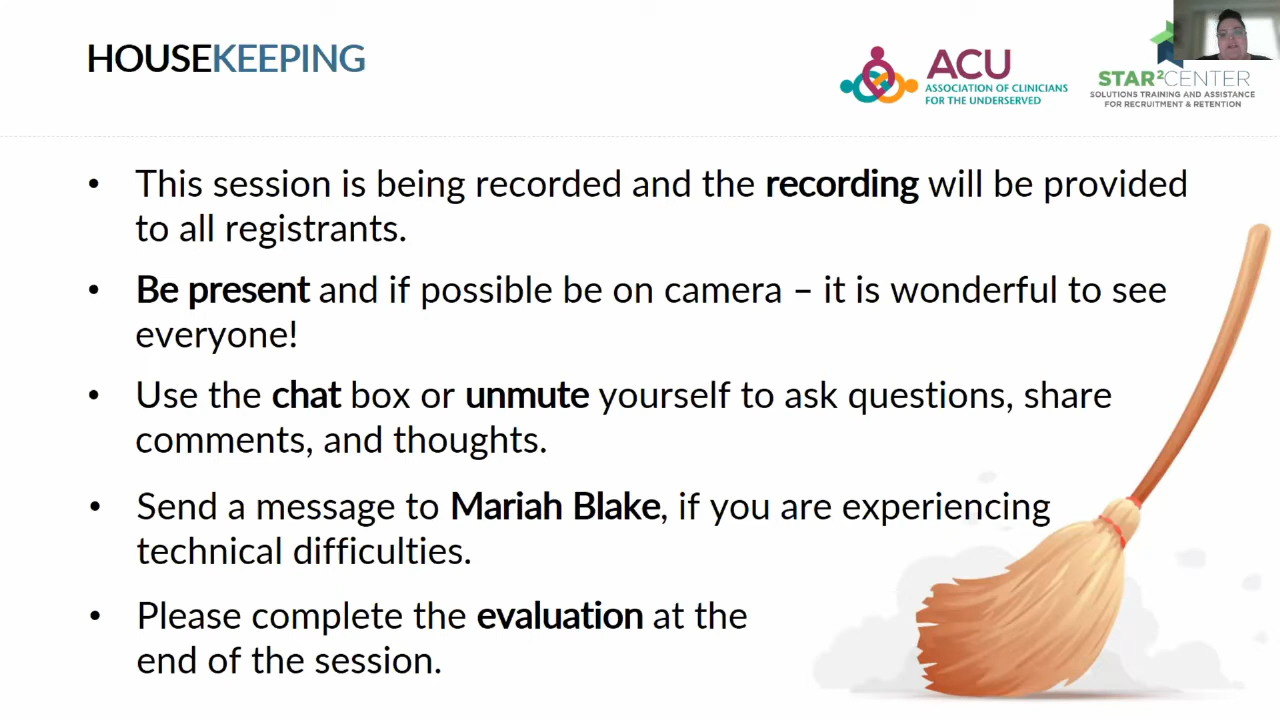 HOUSEKEEPING
ACU
ASSOCIATION OF CLINICIANS
FOR THE UNDERSERVED
STAR²CENTER
SOLUTIONS TRAINING AND ASSISTANCE
FOR RECRUITMENT & RETENTION
• This session is being recorded and the recording will be provided
to all registrants.
• Be present and if possible be on camera – it is wonderful to see
everyone!
• Use the chat box or unmute yourself to ask questions, share
comments, and thoughts.
• Send a message to Mariah Blake, if you are experiencing
technical difficulties.
• Please complete the evaluation at the
end of the session.